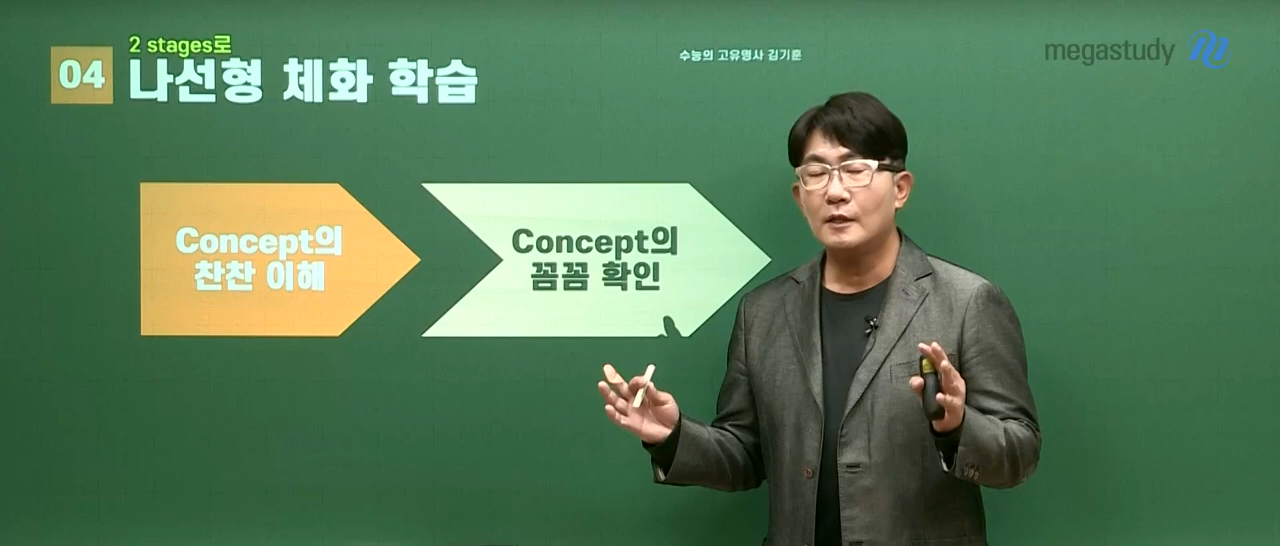 04
2 stages로
나선형 체화 학습
수능의 고유명사 김기훈
megastudy
Concept의
찬찬 이해
Concept의
꼼꼼 확인